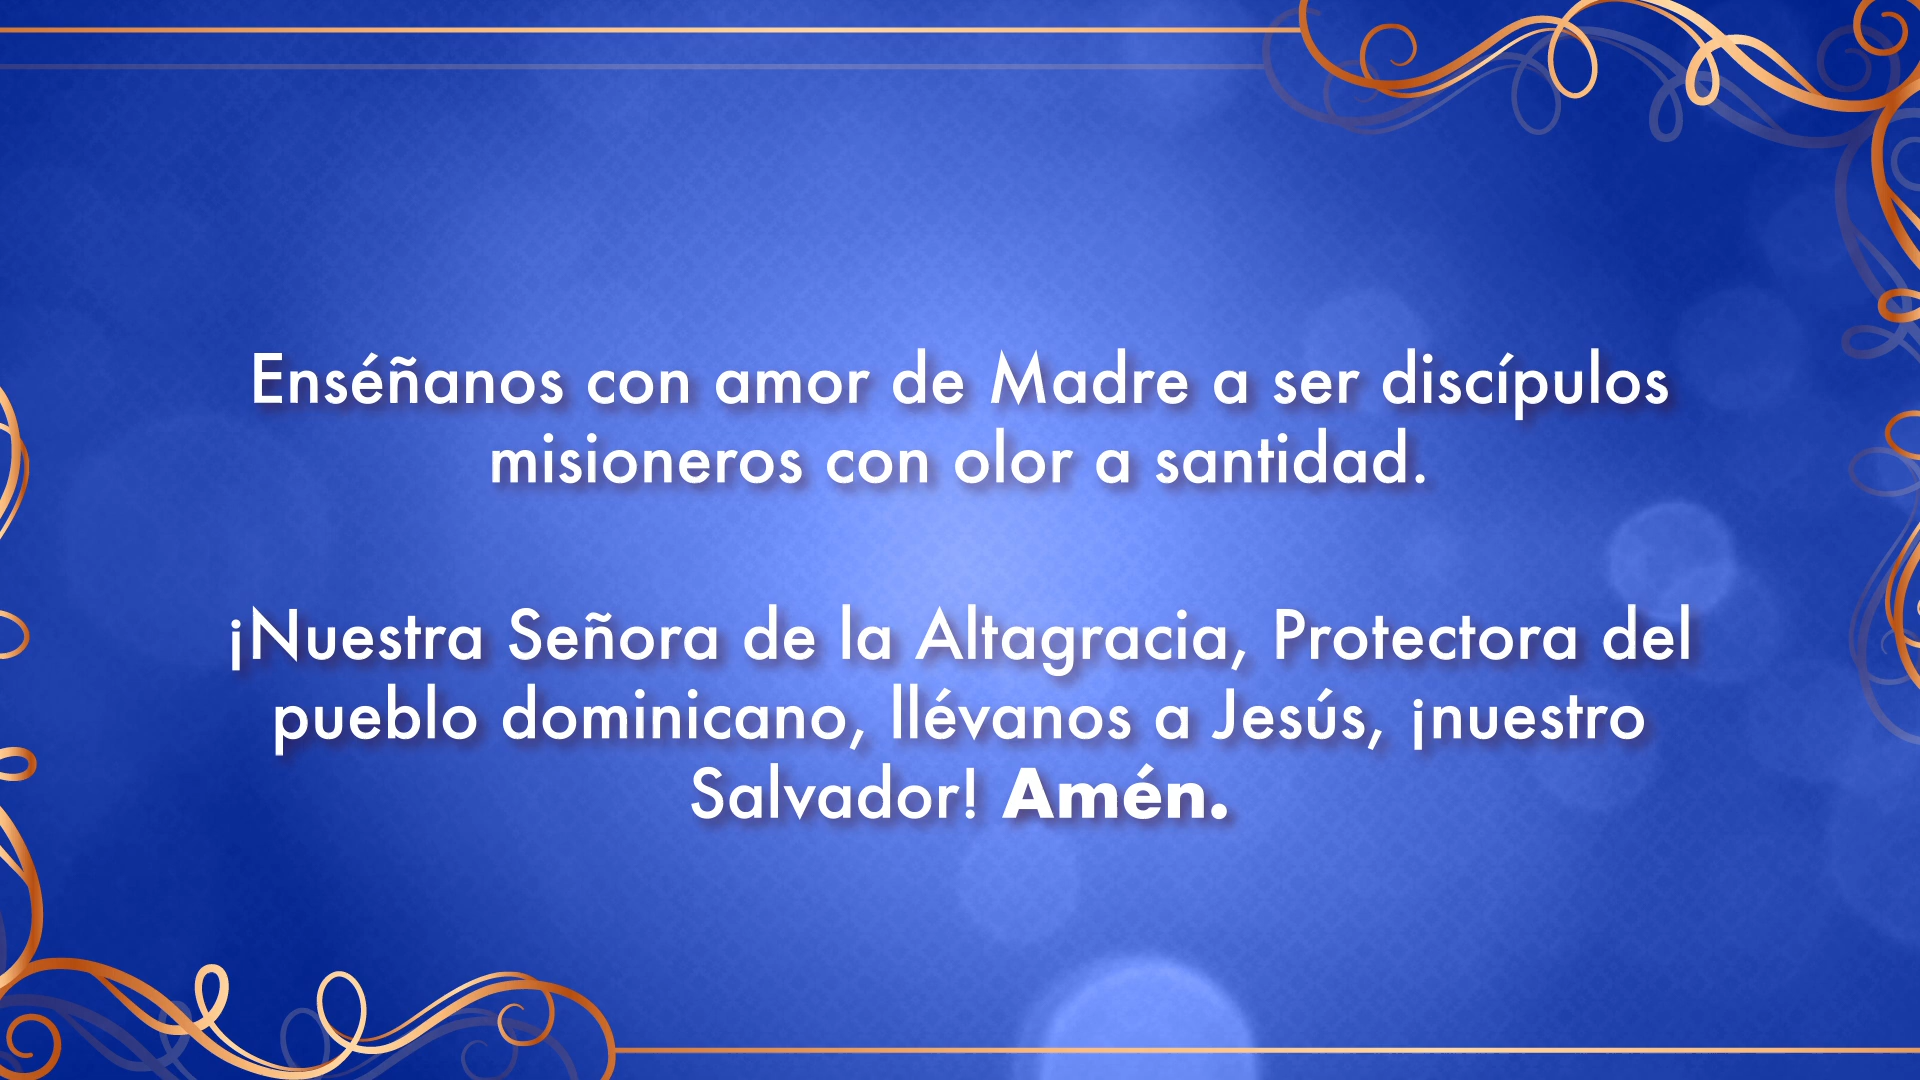 Enséñanos con amor de Madre a ser discípulos
misioneros con olor a santidad.
¡Nuestra Señora de la Altagracia, Protectora del
pueblo dominicano, llévanos a Jesús, ¡nuestro
Salvador! Amén.